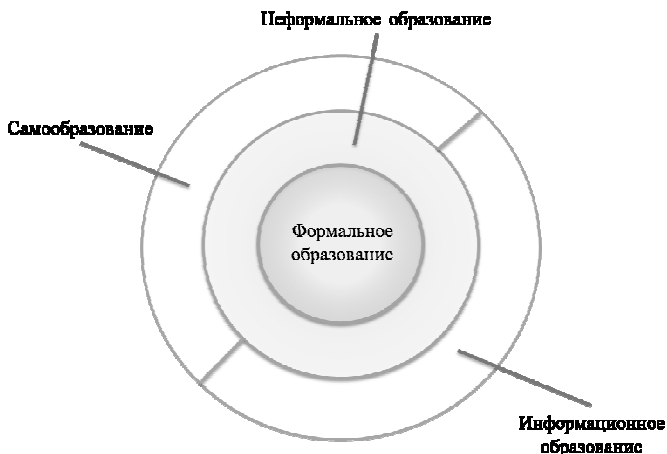 Неформальное образование
Самообразование
Формальное
образование
Информационное
образование